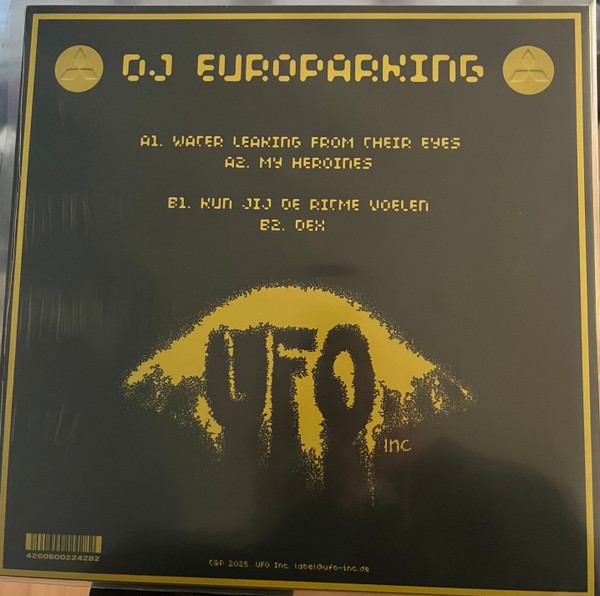 DJ EUROPARKING
A1. WATER LEAKING FROM THEIR EYES
A2. MY HEROINES
B1. KUN JIJ DE RITME VOELEN
B2. DEX
UFO
Inc
4260600224282
C&P 2025. UFO Inc. label@ufo-inc.de